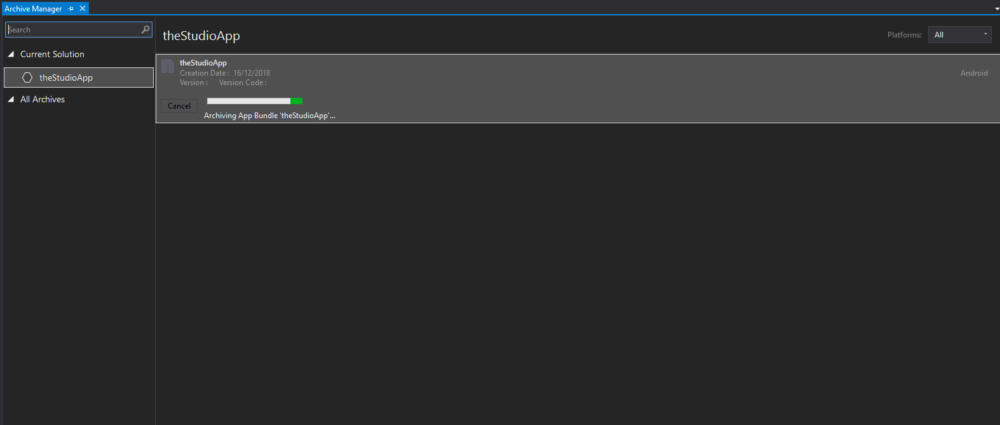 Archive Manager
Search
Current Solution
theStudioApp
All Archives
theStudioApp
Platforms: All
theStudioApp
Creation Date : 16/12/2018
Android
Version : Version Code :
Cancel
Archiving App Bundle 'theStudioApp'...